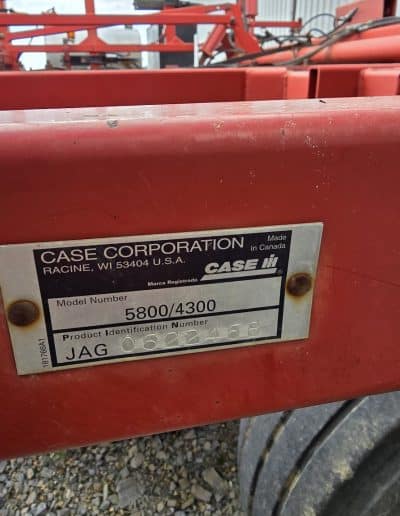 CASE CORPORATION
Made in Canada
RACINE, WI 53404 U.S.A.
Marca Registrada
CASE IH
Model Number
5800/4300
Product Identification Number
JAG
181766A1